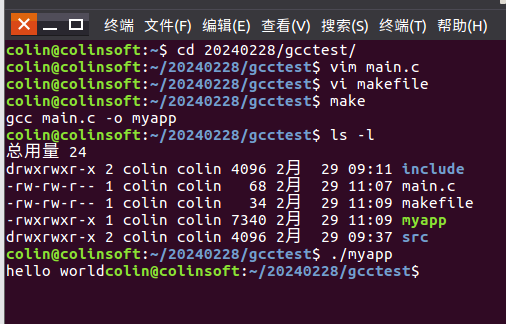 终端 文件(F) 编辑(E) 查看(V) 搜索(S) 终端(T) 帮助(H)
colin@colinsoft:~$ cd 20240228/gcctest/
colin@colinsoft:~/20240228/gcctest$ vim main.c
colin@colinsoft:~/20240228/gcctest$ vi makefile
colin@colinsoft:~/20240228/gcctest$ make
gcc main.c -o myapp
colin@colinsoft:~/20240228/gcctest$ ls -l
总用量 24
drwxrwxr-x 2 colin colin 4096 2月  29 09:11 include
-rw-rw-r-- 1 colin colin   68 2月  29 11:07 main.c
-rw-rw-r-- 1 colin colin   34 2月  29 11:09 makefile
-rwxrwxr-x 1 colin colin 7340 2月  29 11:09 myapp
drwxrwxr-x 2 colin colin 4096 2月  29 09:37 src
colin@colinsoft:~/20240228/gcctest$ ./myapp
hello worldcolin@colinsoft:~/20240228/gcctest$